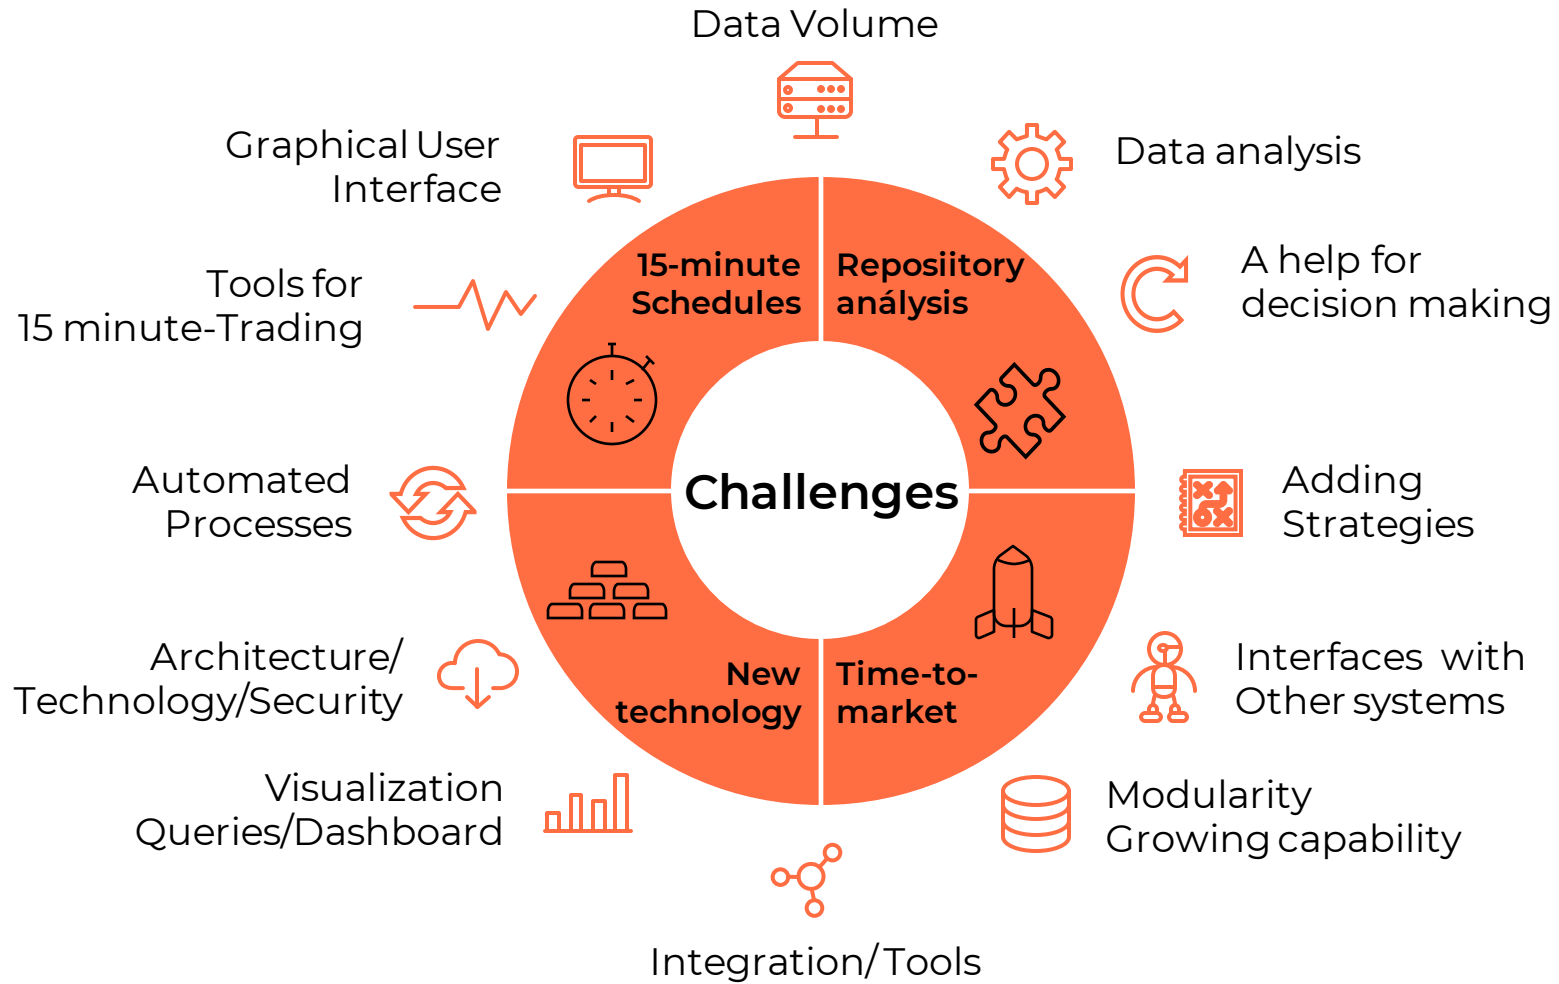 Data Volume
Graphical User
Interface
Data analysis
Tools for
15 minute-Trading
A help for
decision making
15-minute
Schedules
Reposiitory
análysis
Challenges
Automated
Processes
Adding
Strategies
New
technology
Time-to-
market
Architecture/
Technology/Security
Interfaces with
Other systems
Visualization
Queries/Dashboard
Modularity
Growing capability
Integration/Tools